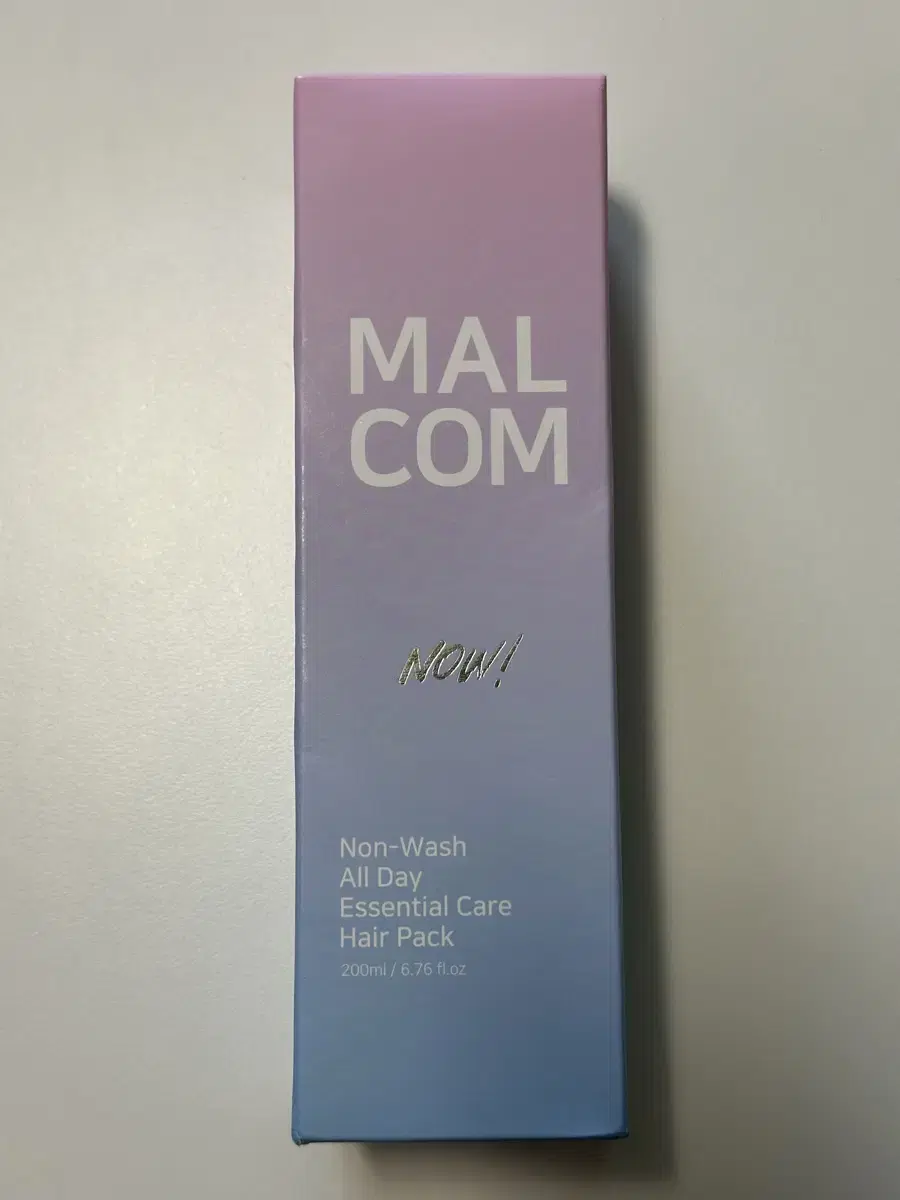 MAL
COM
NOW!
Non-Wash
All Day
Essential Care
Hair Pack
200ml / 6.76 fl.oz